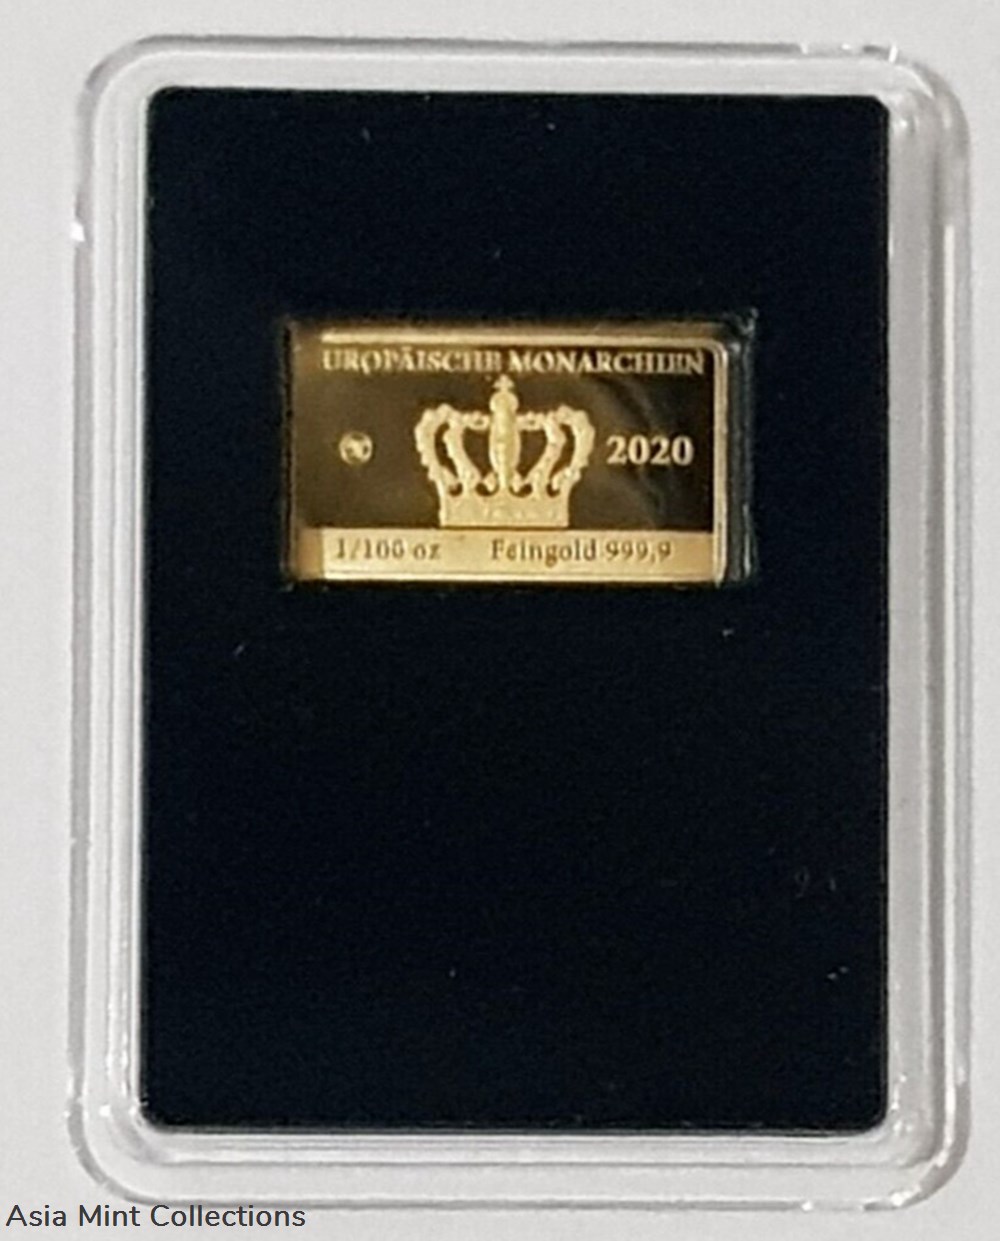 UROPÄISCHE MONARCHIEN
2020
1/100 oz Feingold 999,9
Asia Mint Collections